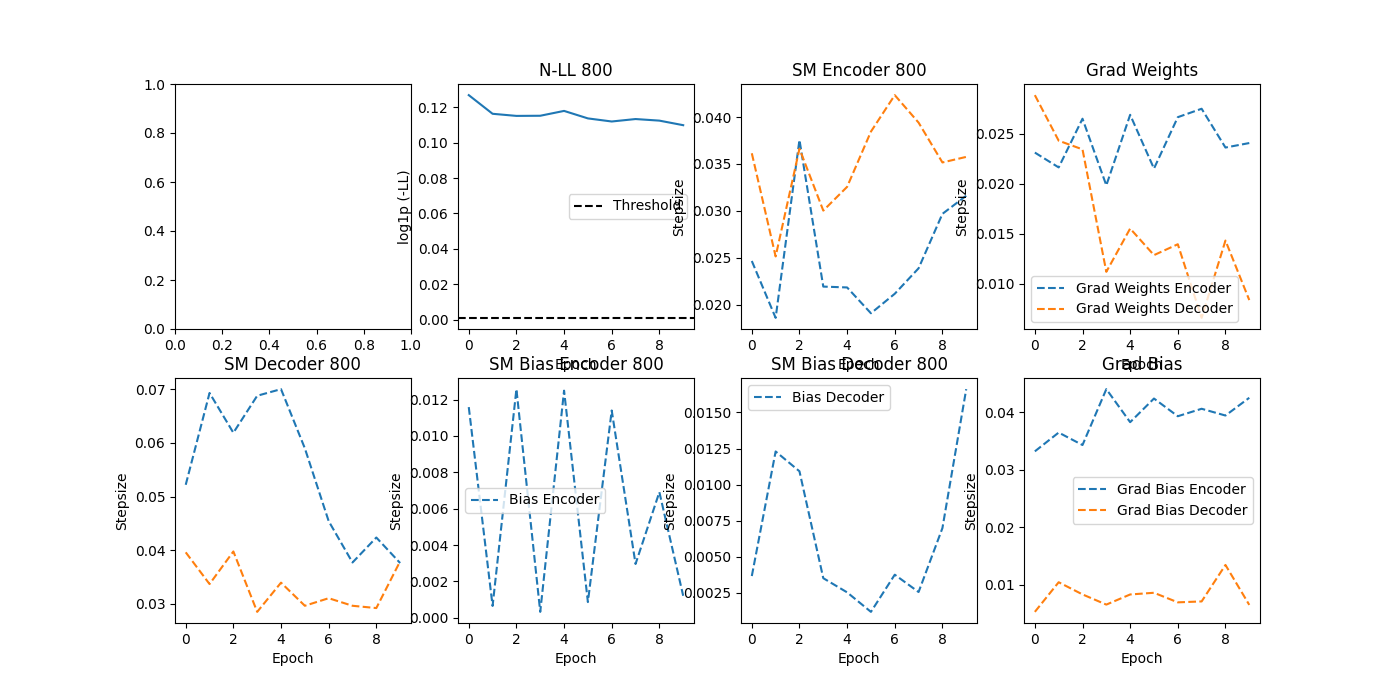 N-LL 800
SM Encoder 800
Grad Weights
1.0
0.8
0.6
0.4
0.2
0.0
0.0 0.2 0.4 0.6 0.8 1.0
log1p (-LL)
0.12
0.10
0.08
0.06
0.04
0.02
0.00
Threshold
0 2 4 6 8
Epoch
Stepsize
0.040
0.035
0.030
0.025
0.020
0 2 4 6 8
Epoch
Stepsize
0.025
0.020
0.015
0.010
Grad Weights Encoder
Grad Weights Decoder
0 2 4 6 8
Epoch
SM Decoder 800
SM Bias Encoder 800
SM Bias Decoder 800
Grad Bias
Stepsize
0.07
0.06
0.05
0.04
0.03
0 2 4 6 8
Epoch
Stepsize
0.012
0.010
0.008
0.006
0.004
0.002
0.000
Bias Encoder
0 2 4 6 8
Epoch
Stepsize
0.0150
0.0125
0.0100
0.0075
0.0050
0.0025
Bias Decoder
0 2 4 6 8
Epoch
Stepsize
0.04
0.03
0.02
0.01
Grad Bias Encoder
Grad Bias Decoder
0 2 4 6 8
Epoch